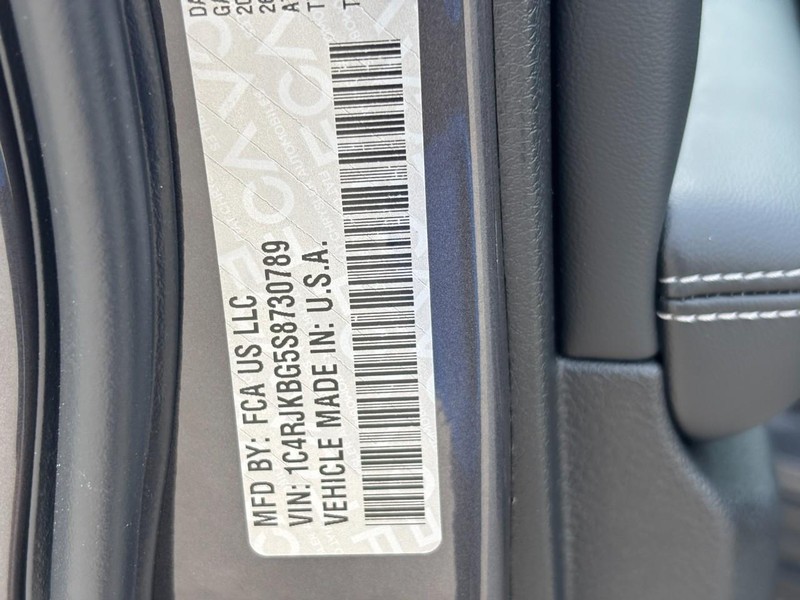 MFD BY: FCA US LLC
VIN: 1C4RJKBG5S8730789
VEHICLE MADE IN: U.S.A.